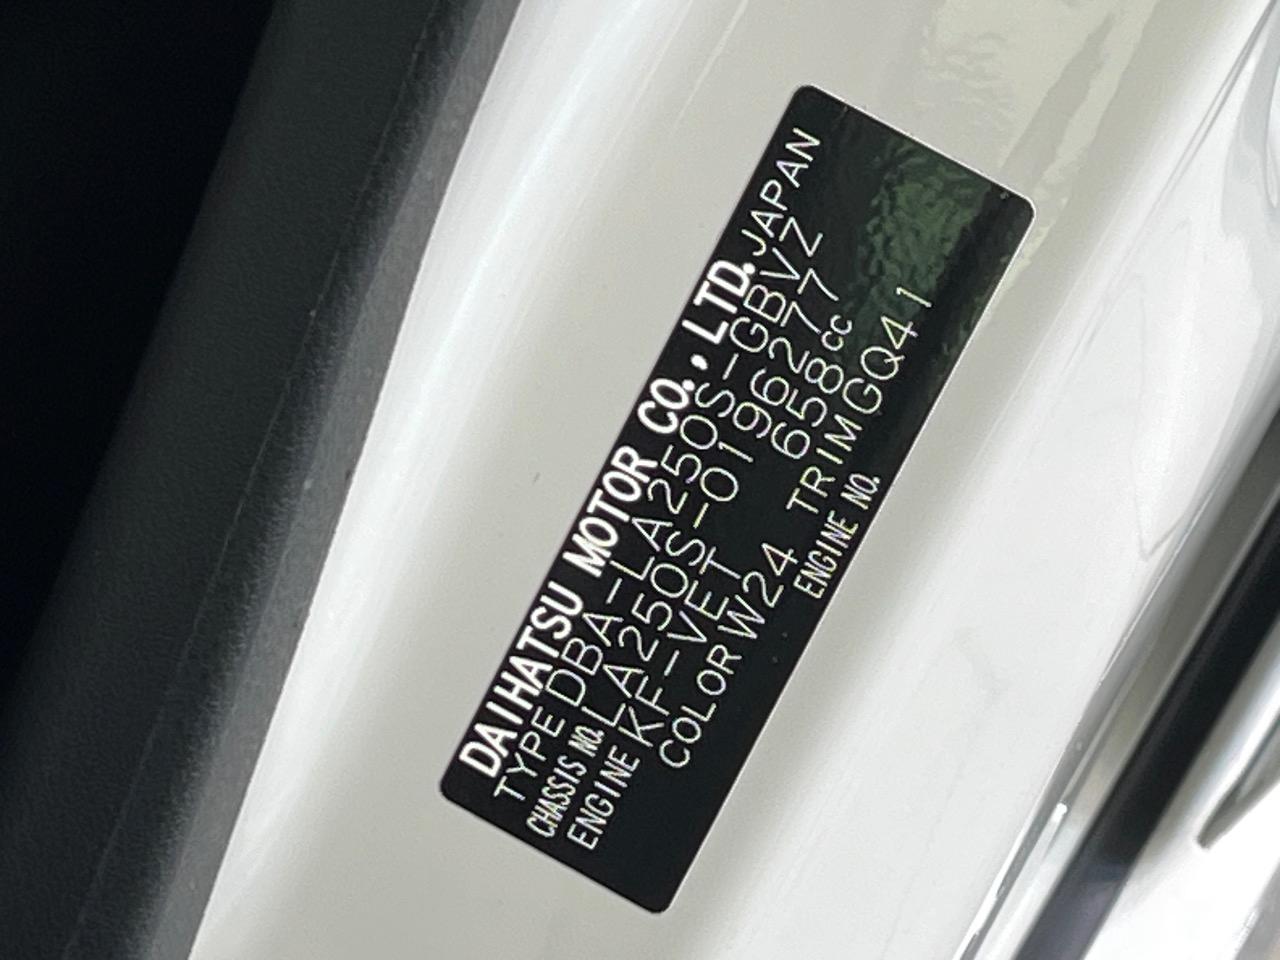 DAIHATSU MOTOR CO.,LTD.JAPAN
TYPE DBA-LA250S-GBVZ
CHASSIS NO. LA250S-0196277
ENGINE KF-VET 658cc
COLOR W24 TRIM GQ41
ENGINE NO.